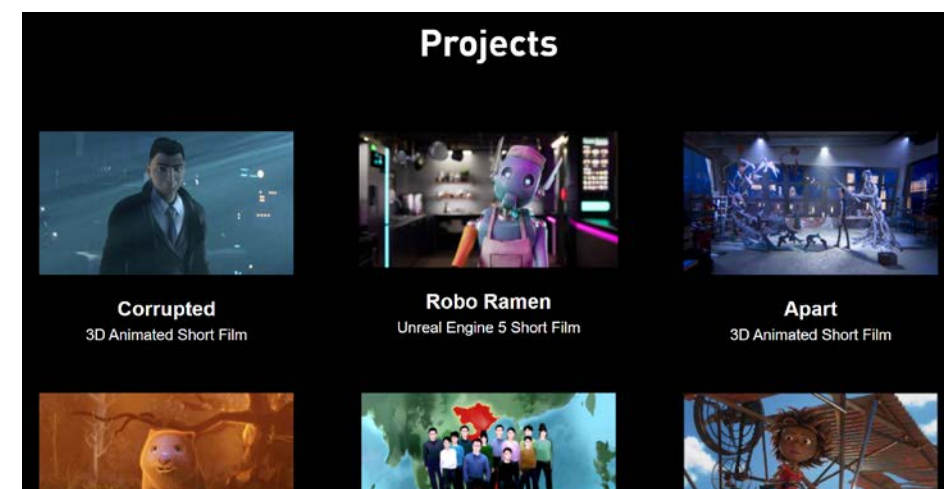 Projects
Corrupted
3D Animated Short Film
Robo Ramen
Unreal Engine 5 Short Film
Apart
3D Animated Short Film